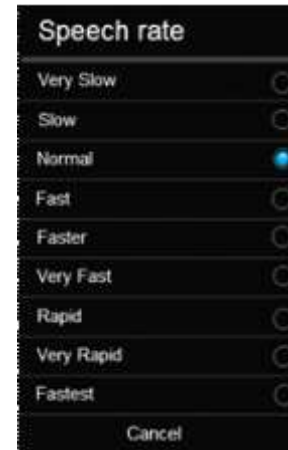 Speech rate
Very Slow
Slow
Normal
Fast
Faster
Very Fast
Rapid
Very Rapid
Fastest
Cancel